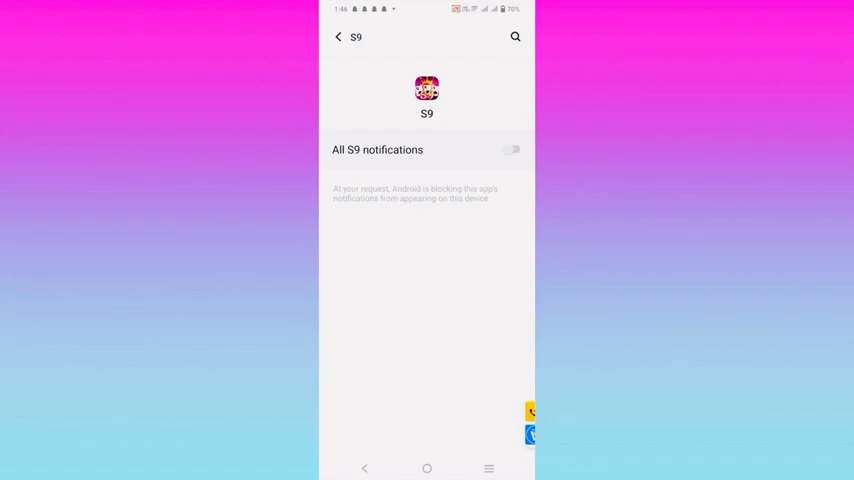 1:46
70%
S9
S9
All S9 notifications
At your request, Android is blocking this app's
notifications from appearing on this device